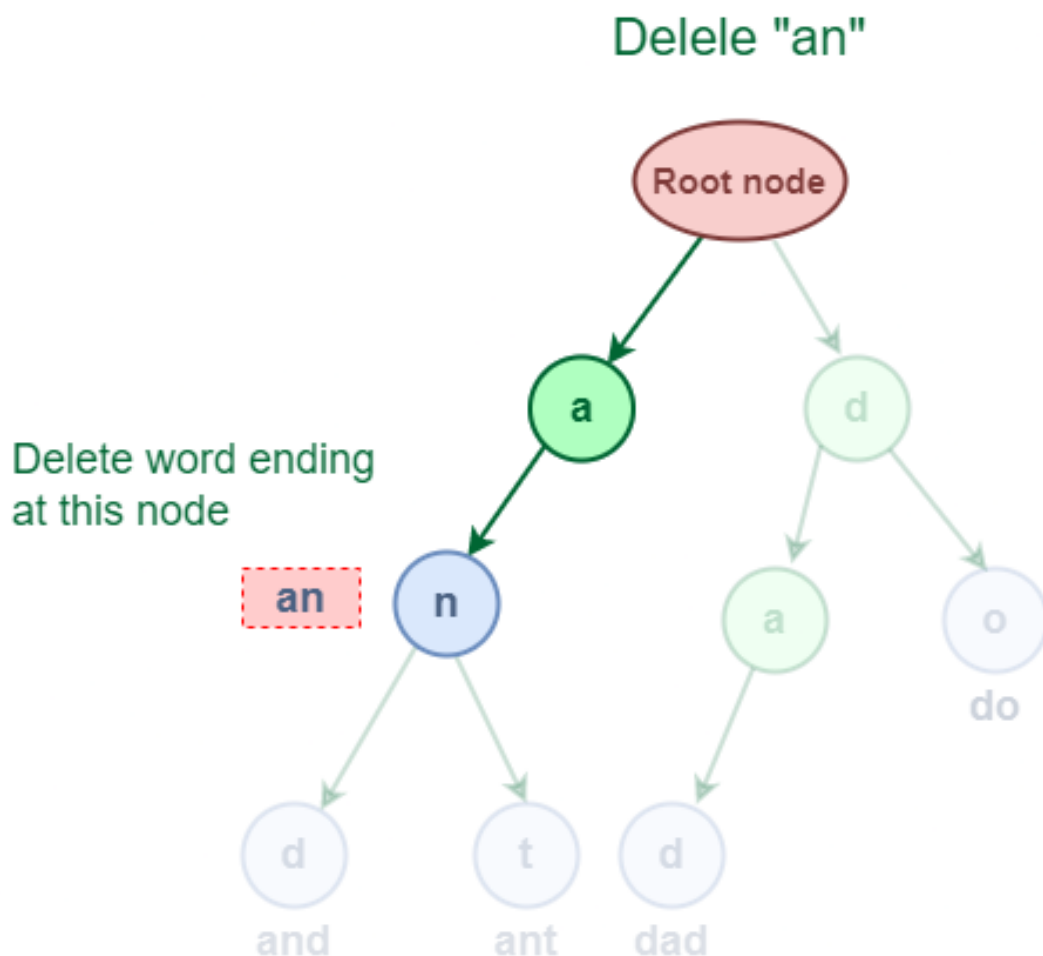 Delele "an"
Root node
a
d
Delete word ending
at this node
an
n
a
o
do
d
t
d
and
ant
dad